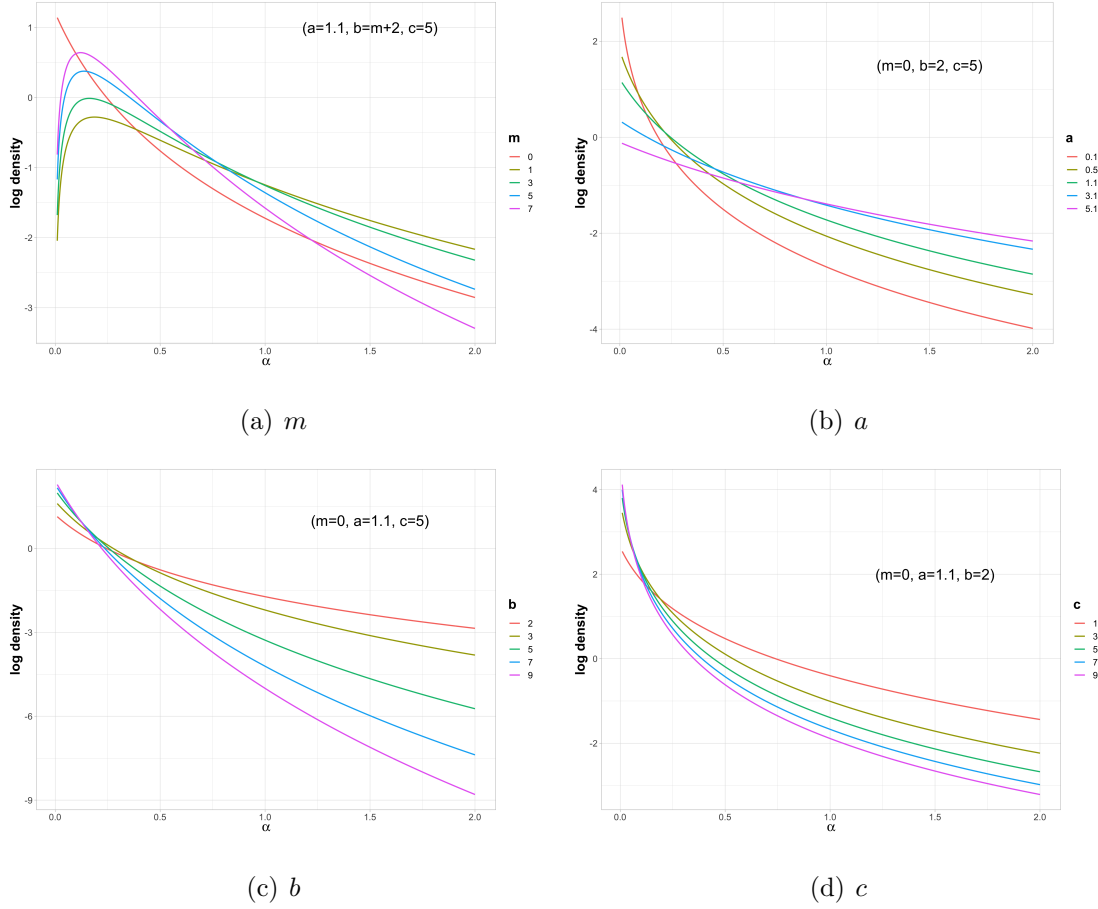 (a=1.1, b=m+2, c=5)
log density
1
0
-1
-2
-3
0.0 0.5 1.0 1.5 2.0
α
m
0
1
3
5
7
(a) m
(m=0, b=2, c=5)
log density
2
0
-2
-4
0.0 0.5 1.0 1.5 2.0
α
a
0.1
0.5
1.1
3.1
5.1
(b) a
(m=0, a=1.1, c=5)
log density
0
-3
-6
-9
0.0 0.5 1.0 1.5 2.0
α
b
2
3
5
7
9
(c) b
(m=0, a=1.1, b=2)
log density
4
2
0
-2
0.0 0.5 1.0 1.5 2.0
α
c
1
3
5
7
9
(d) c